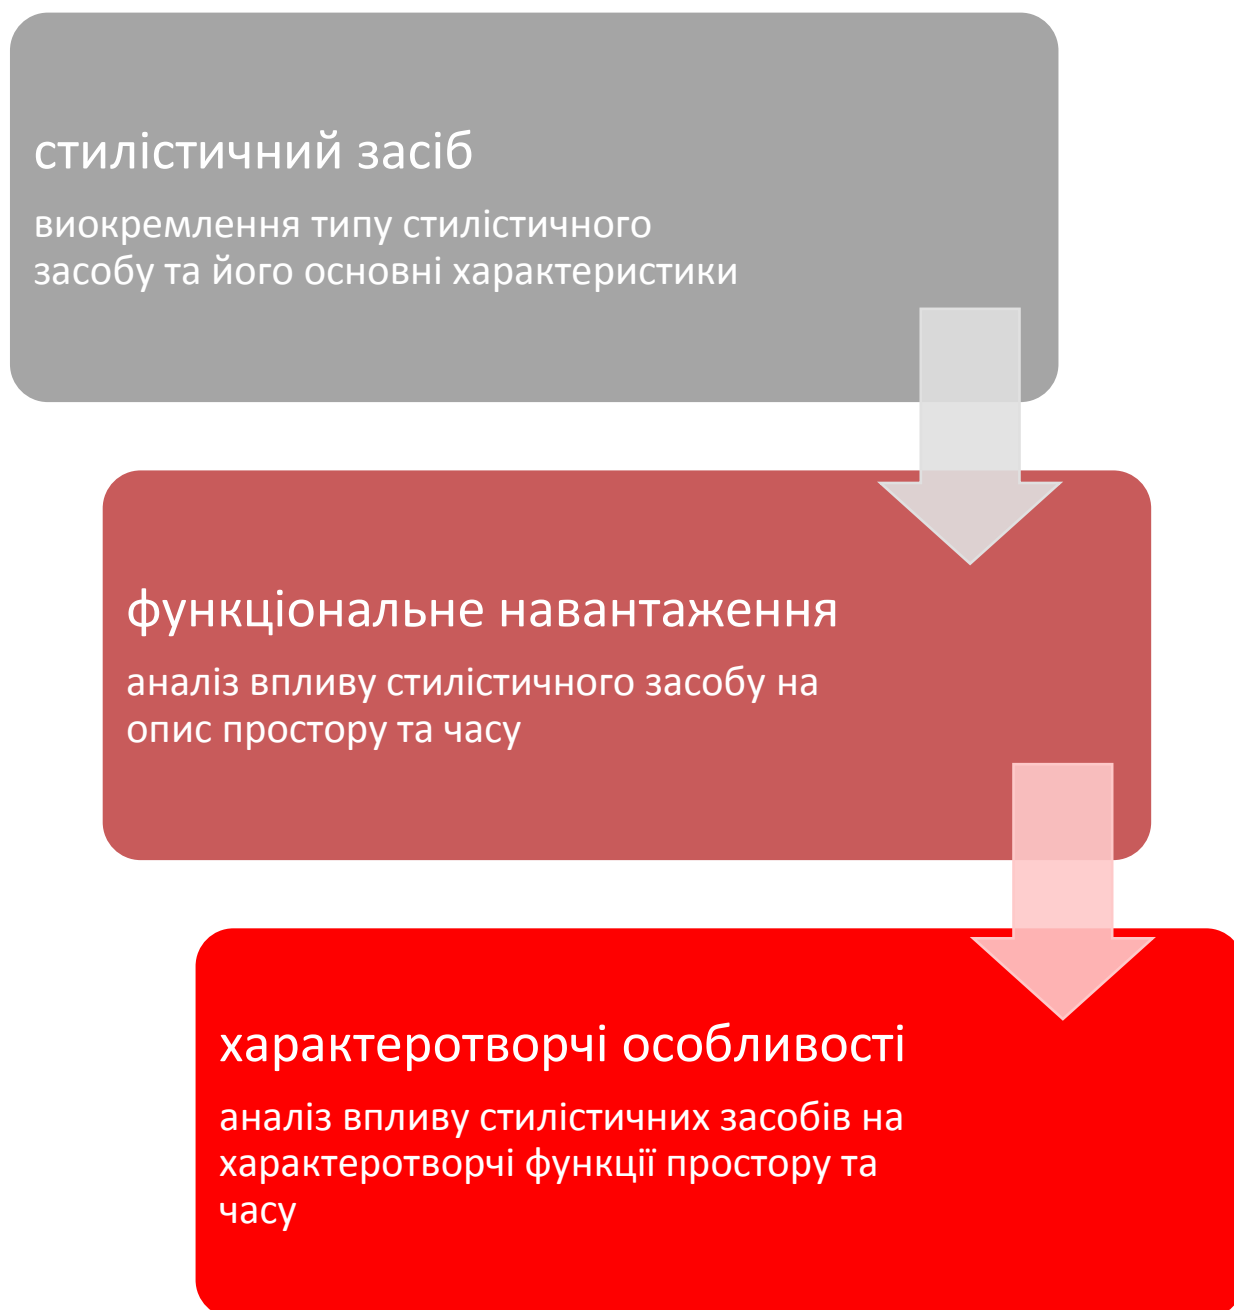 стилістичний засіб
виокремлення типу стилістичного
засобу та його основні характеристики
функціональне навантаження
аналіз впливу стилістичного засобу на
опис простору та часу
характеротворчі особливості
аналіз впливу стилістичних засобів на
характеротворчі функції простору та
часу